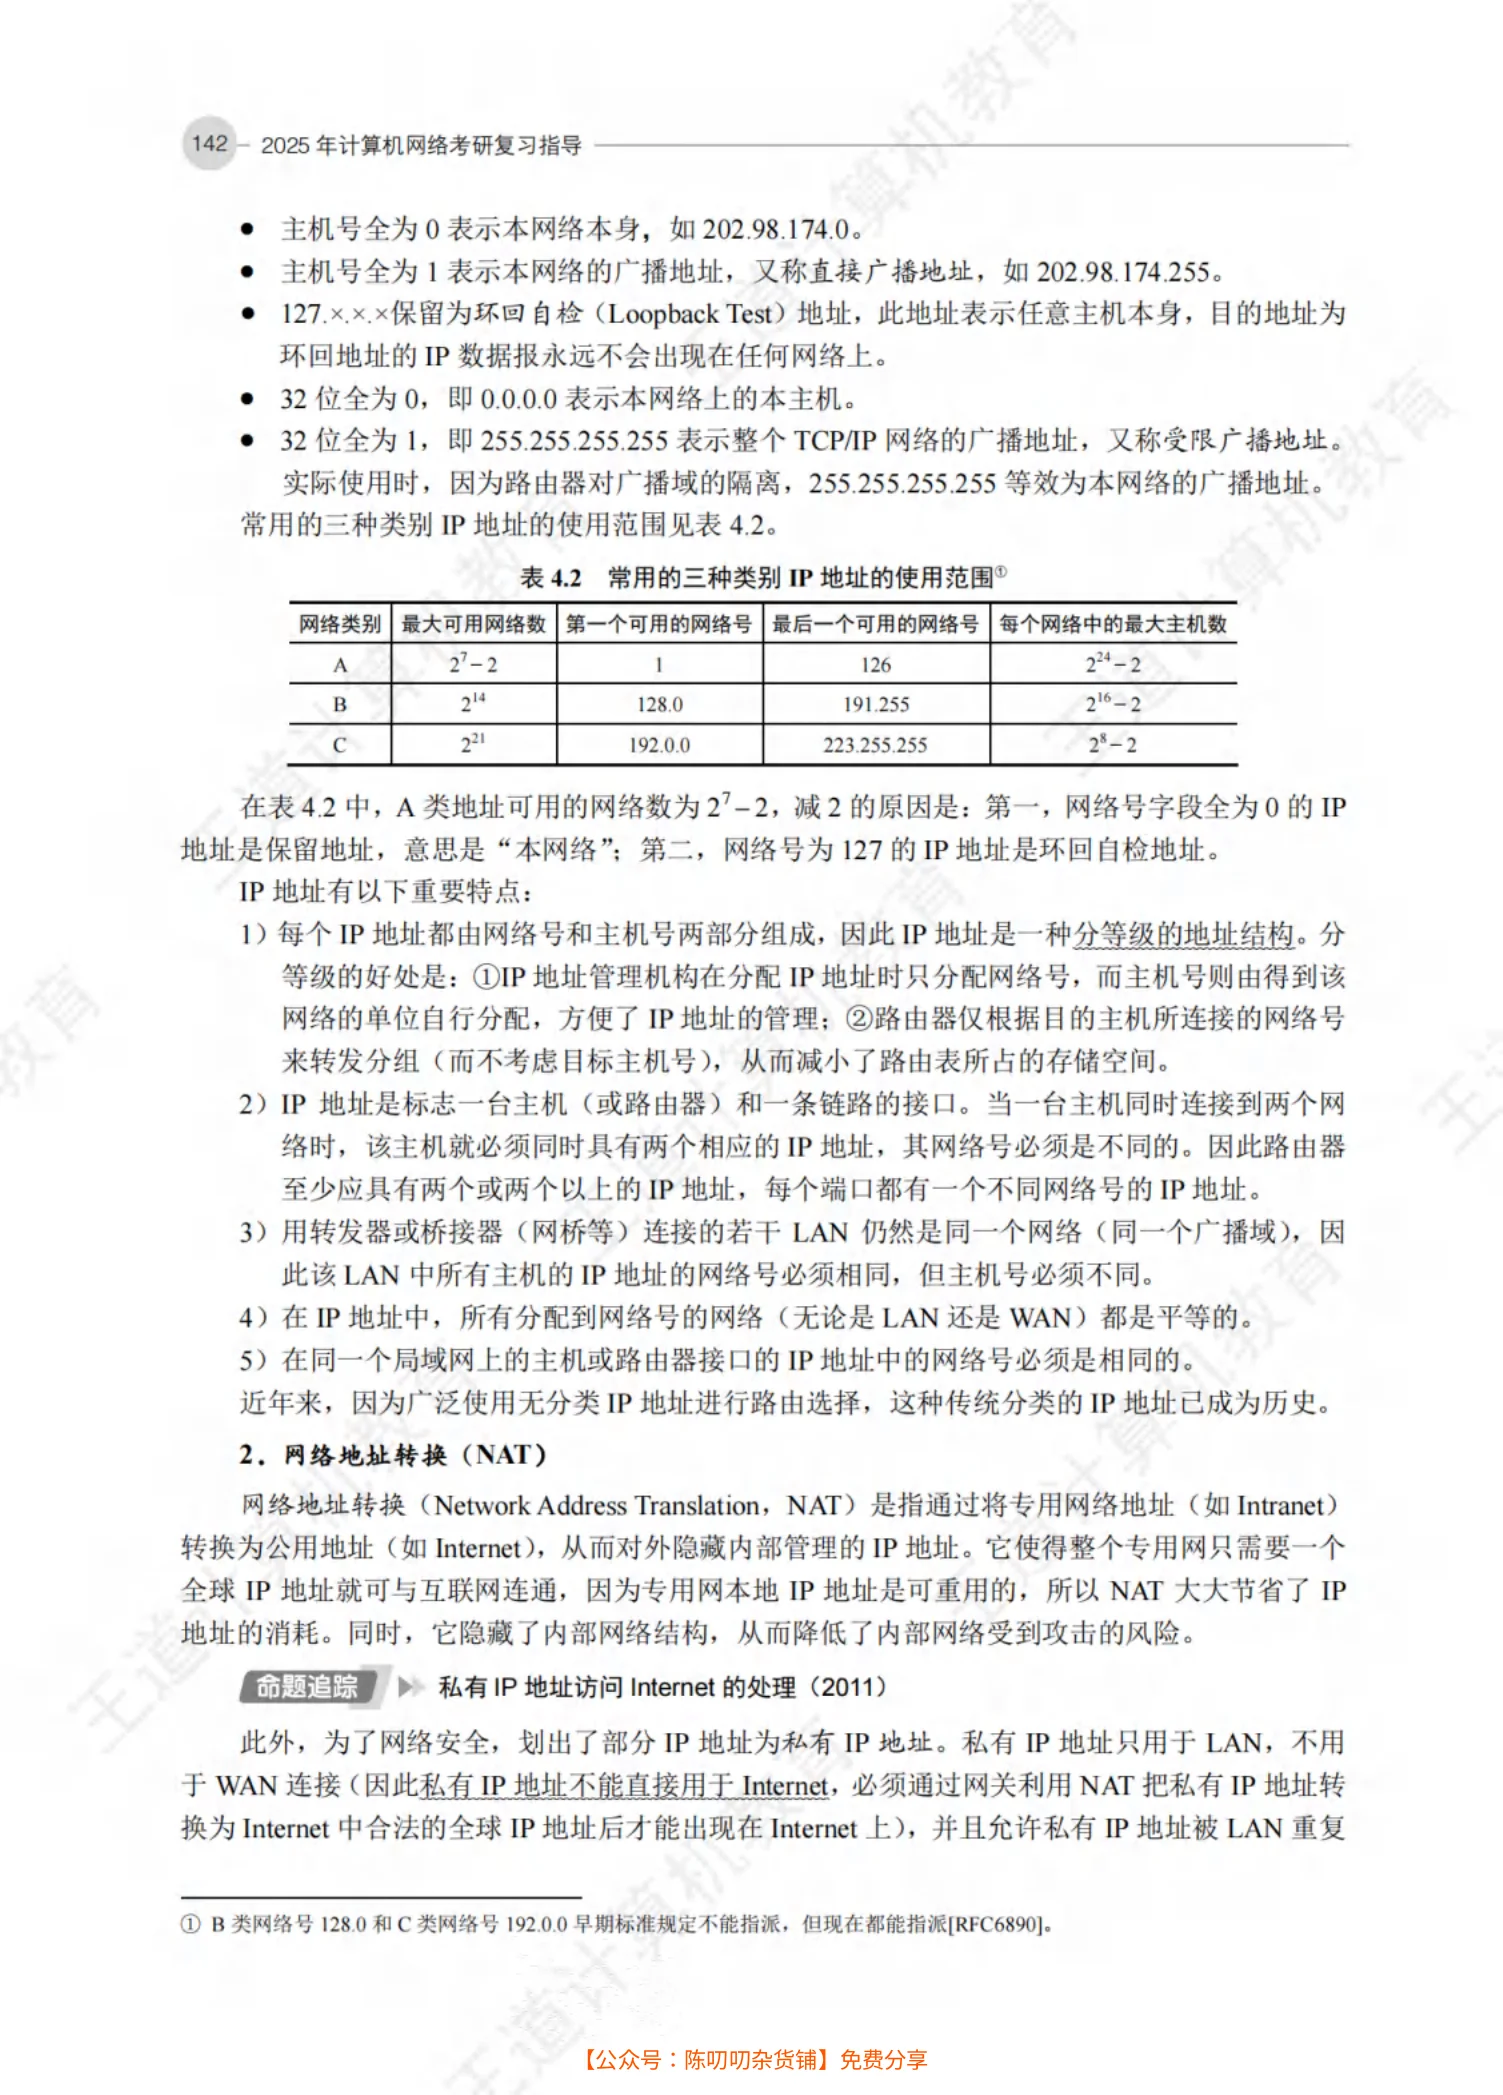 142 2025 年计算机网络考研复习指导
● 主机号全为 0 表示本网络本身，如 202.98.174.0。
● 主机号全为 1 表示本网络的广播地址，又称直接广播地址，如 202.98.174.255。
● 127.×.×.×保留为环回自检（Loopback Test）地址，此地址表示任意主机本身，目的地址为
环回地址的 IP 数据报永远不会出现在任何网络上。
● 32 位全为 0，即 0.0.0.0 表示本网络上的本主机。
● 32 位全为 1，即 255.255.255.255 表示整个 TCP/IP 网络的广播地址，又称受限广播地址。
实际使用时，因为路由器对广播域的隔离，255.255.255.255 等效为本网络的广播地址。
常用的三种类别 IP 地址的使用范围见表 4.2。
表 4.2 常用的三种类别 IP 地址的使用范围①
网络类别 最大可用网络数 第一个可用的网络号 最后一个可用的网络号 每个网络中的最大主机数
A 2⁷－2 1 126 2²⁴－2
B 2¹⁴ 128.0 191.255 2¹⁶－2
C 2²¹ 192.0.0 223.255.255 2⁸－2
在表 4.2 中，A 类地址可用的网络数为 2⁷－2，减 2 的原因是：第一，网络号字段全为 0 的 IP
地址是保留地址，意思是“本网络”；第二，网络号为 127 的 IP 地址是环回自检地址。
IP 地址有以下重要特点：
1）每个 IP 地址都由网络号和主机号两部分组成，因此 IP 地址是一种分等级的地址结构。分
等级的好处是：①IP 地址管理机构在分配 IP 地址时只分配网络号，而主机号则由得到该
网络的单位自行分配，方便了 IP 地址的管理；②路由器仅根据目的主机所连接的网络号
来转发分组（而不考虑目标主机号），从而减小了路由表所占的存储空间。
2）IP 地址是标志一台主机（或路由器）和一条链路的接口。当一台主机同时连接到两个网
络时，该主机就必须同时具有两个相应的 IP 地址，其网络号必须是不同的。因此路由器
至少应具有两个或两个以上的 IP 地址，每个端口都有一个不同网络号的 IP 地址。
3）用转发器或桥接器（网桥等）连接的若干 LAN 仍然是同一个网络（同一个广播域），因
此该 LAN 中所有主机的 IP 地址的网络号必须相同，但主机号必须不同。
4）在 IP 地址中，所有分配到网络号的网络（无论是 LAN 还是 WAN）都是平等的。
5）在同一个局域网上的主机或路由器接口的 IP 地址中的网络号必须是相同的。
近年来，因为广泛使用无分类 IP 地址进行路由选择，这种传统分类的 IP 地址已成为历史。
2．网络地址转换（NAT）
网络地址转换（Network Address Translation，NAT）是指通过将专用网络地址（如 Intranet）
转换为公用地址（如 Internet），从而对外隐藏内部管理的 IP 地址。它使得整个专用网只需要一个
全球 IP 地址就可与互联网连通，因为专用网本地 IP 地址是可重用的，所以 NAT 大大节省了 IP
地址的消耗。同时，它隐藏了内部网络结构，从而降低了内部网络受到攻击的风险。
命题追踪 私有 IP 地址访问 Internet 的处理（2011）
此外，为了网络安全，划出了部分 IP 地址为私有 IP 地址。私有 IP 地址只用于 LAN，不用
于 WAN 连接（因此私有 IP 地址不能直接用于 Internet，必须通过网关利用 NAT 把私有 IP 地址转
换为 Internet 中合法的全球 IP 地址后才能出现在 Internet 上），并且允许私有 IP 地址被 LAN 重复
① B 类网络号 128.0 和 C 类网络号 192.0.0 早期标准规定不能指派，但现在都能指派[RFC6890]。
【公众号：陈叨叨杂货铺】免费分享
王道计算机教育